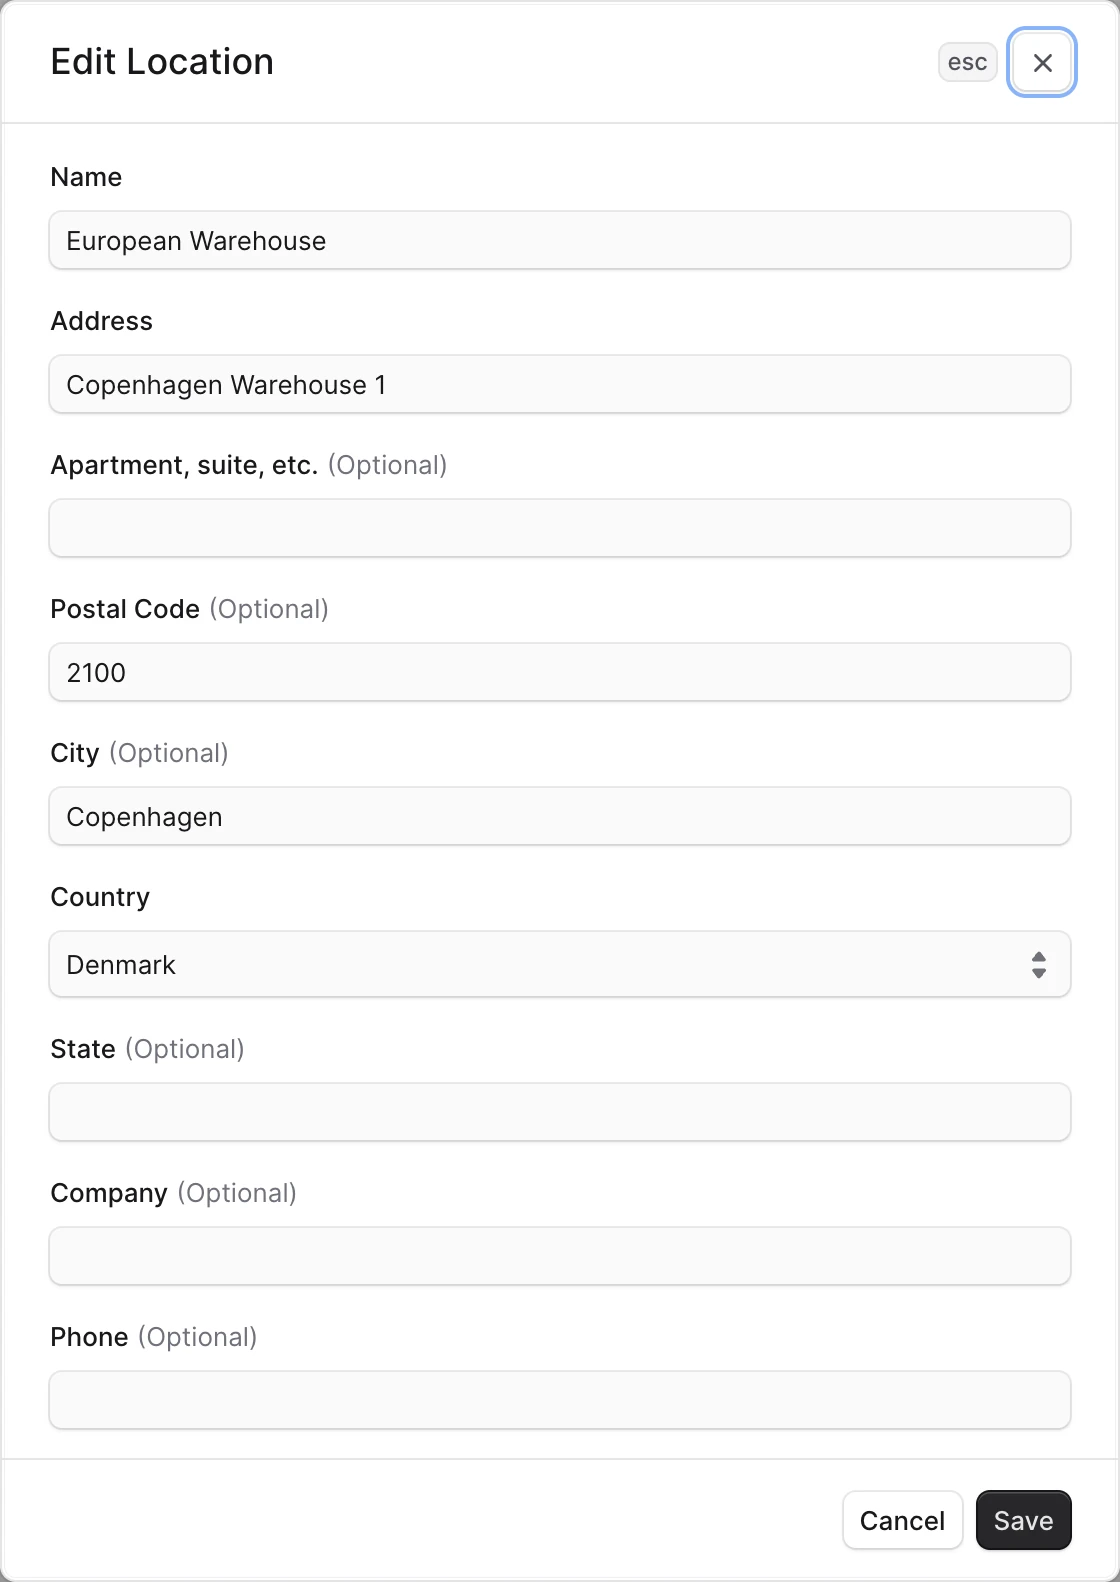 Edit Location
esc
Name
European Warehouse
Address
Copenhagen Warehouse 1
Apartment, suite, etc. (Optional)
Postal Code (Optional)
2100
City (Optional)
Copenhagen
Country
Denmark
State (Optional)
Company (Optional)
Phone (Optional)
Cancel Save